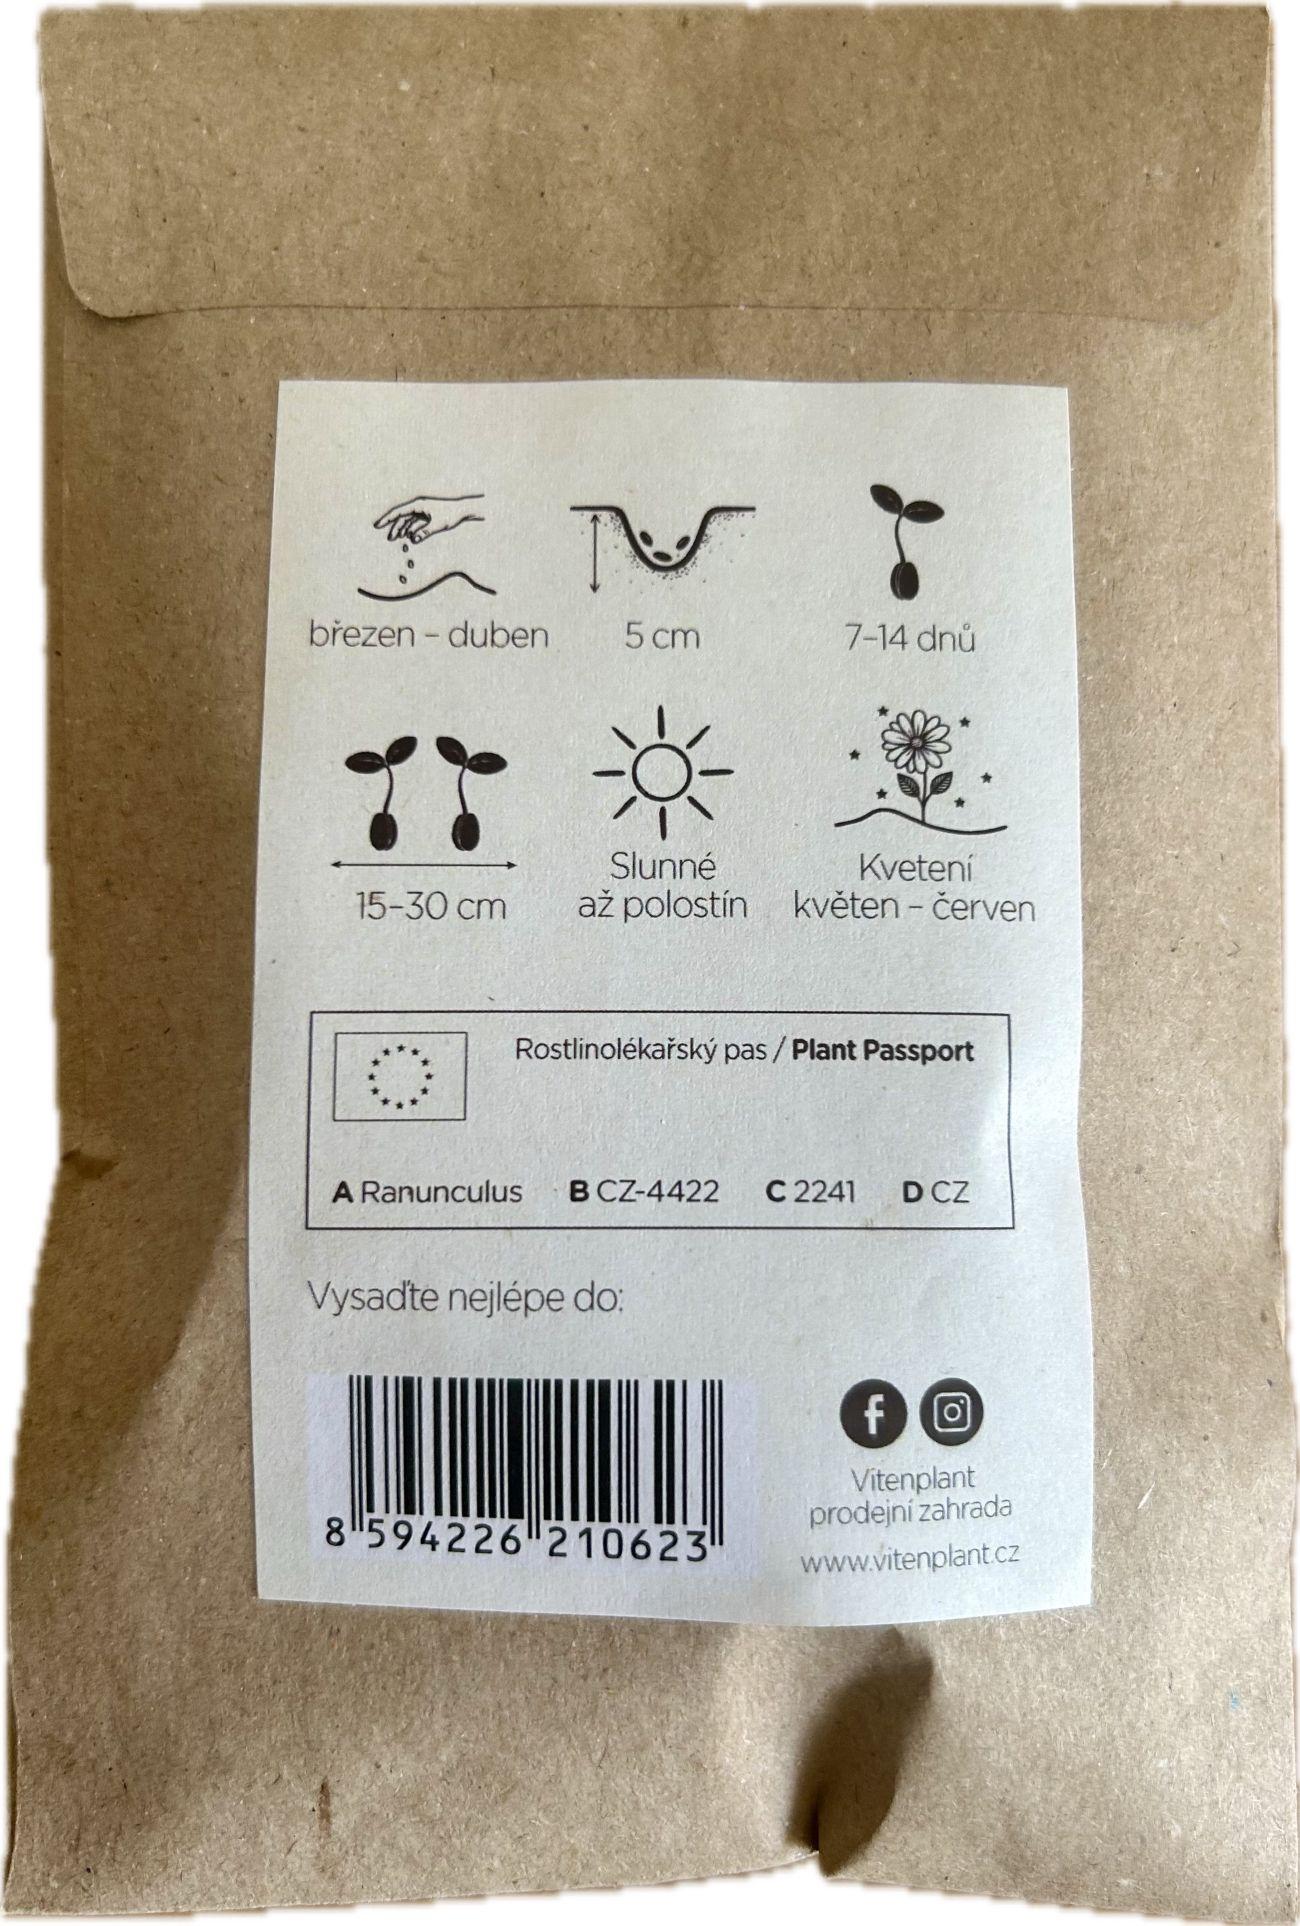 březen – duben 5 cm 7–14 dnů
15–30 cm
Slunné
až polostín
Kvetení
květen – červen
Rostlinolékařský pas / Plant Passport
A Ranunculus B CZ-4422 C 2241 D CZ
Vysaďte nejlépe do:
8 594226 210623
Vitenplant
prodejní zahrada
www.vitenplant.cz